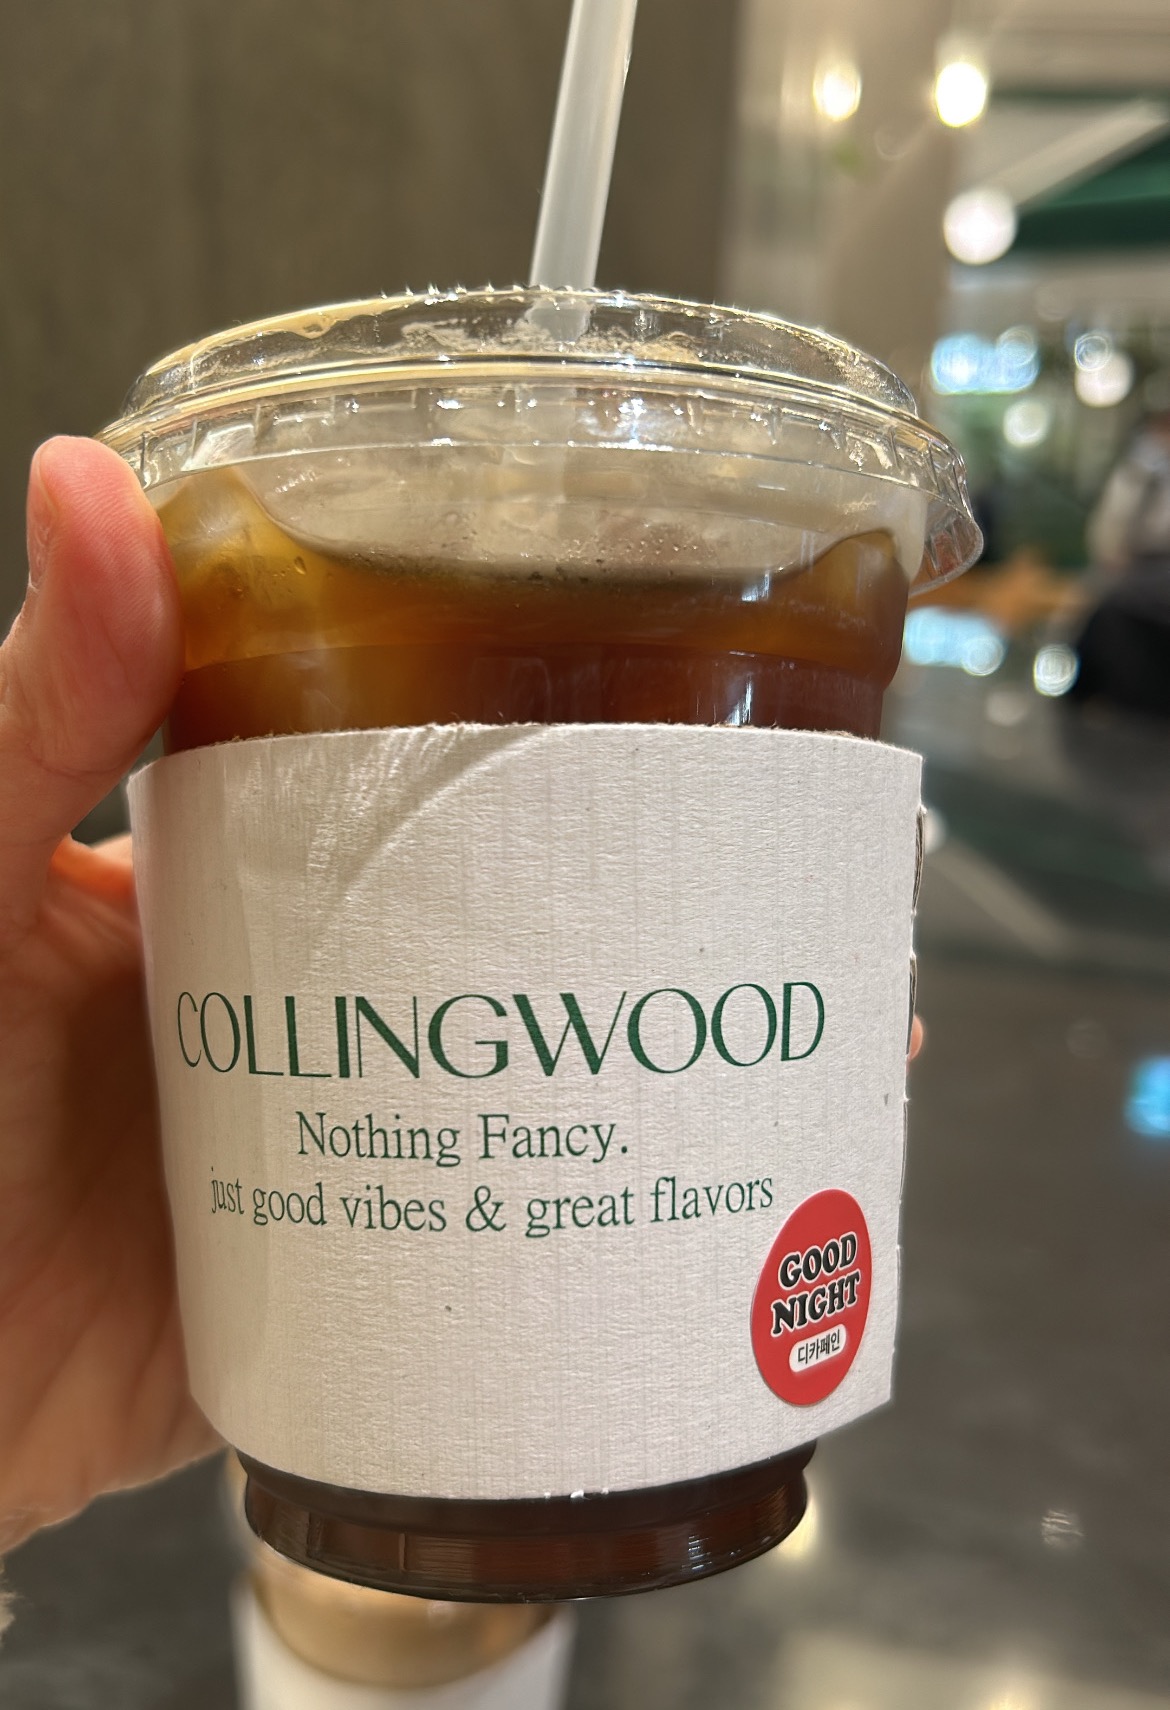 COLLINGWOOD
Nothing Fancy.
just good vibes & great flavors
GOOD
NIGHT
디카페인